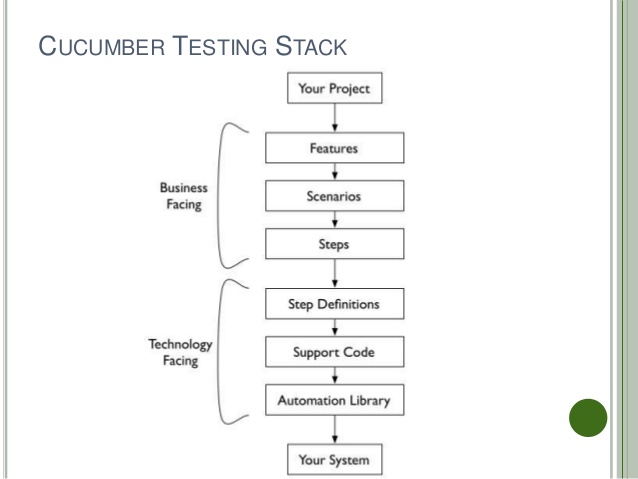 CUCUMBER TESTING STACK
Your Project
Features
Business
Facing
Scenarios
Steps
Step Definitions
Technology
Facing
Support Code
Automation Library
Your System